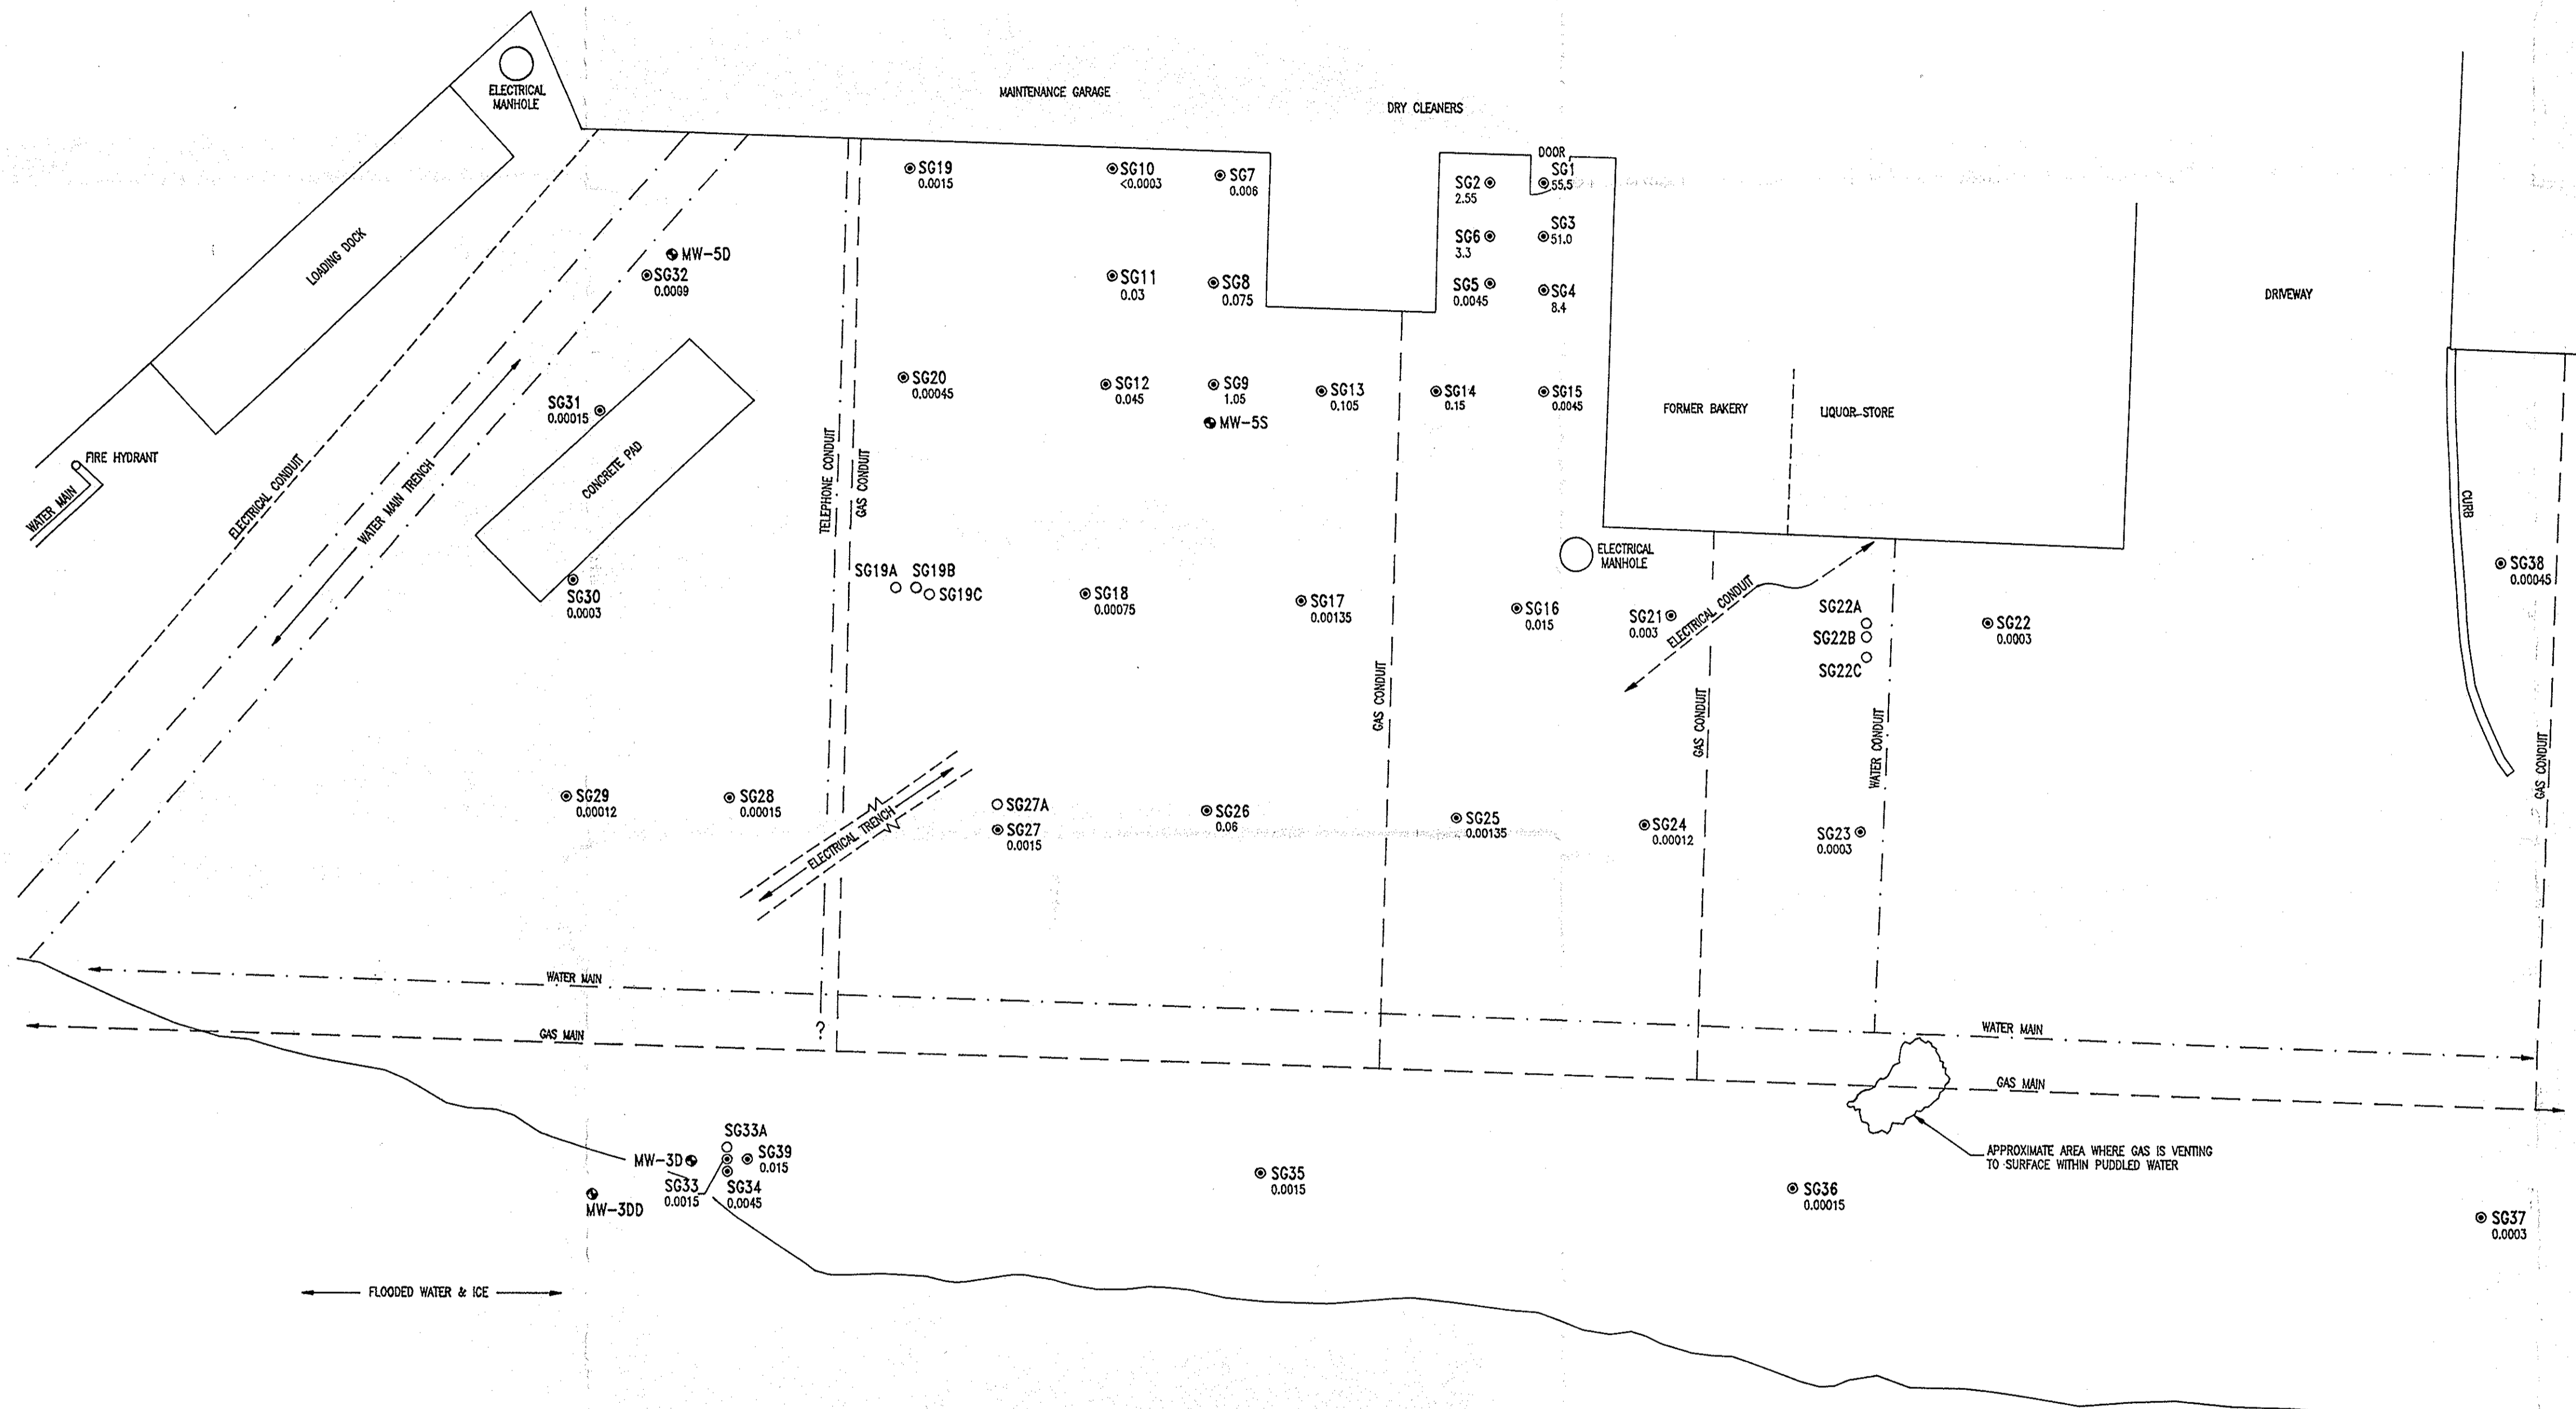 ELECTRICAL
MANHOLE
MAINTENANCE GARAGE
DRY CLEANERS
DOOR
SG19
0.0015
SG10
<0.0003
SG7
0.006
SG2
2.55
SG1
55.5
SG6
3.3
SG3
51.0
SG5
0.0045
SG4
8.4
LOADING DOCK
MW-5D
SG32
0.0009
SG11
0.03
SG8
0.075
DRIVEWAY
SG20
0.00045
SG12
0.045
SG9
1.05
MW-5S
SG13
0.105
SG14
0.15
SG15
0.0045
FORMER BAKERY
LIQUOR STORE
SG31
0.00015
CONCRETE PAD
FIRE HYDRANT
WATER MAIN
ELECTRICAL CONDUIT
WATER MAIN TRENCH
TELEPHONE CONDUIT
GAS CONDUIT
CURB
ELECTRICAL
MANHOLE
SG38
0.00045
SG30
0.0003
SG19A
SG19B
SG19C
SG18
0.00075
SG17
0.00135
SG16
0.015
SG21
0.003
ELECTRICAL CONDUIT
SG22A
SG22B
SG22C
SG22
0.0003
GAS CONDUIT
GAS CONDUIT
WATER CONDUIT
GAS CONDUIT
SG29
0.00012
SG28
0.00015
ELECTRICAL TRENCH
SG27A
SG27
0.0015
SG26
0.06
SG25
0.00135
SG24
0.00012
SG23
0.0003
WATER MAIN
WATER MAIN
GAS MAIN
?
GAS MAIN
SG33A
MW-3D
SG39
0.015
SG33
0.0015
SG34
0.0045
MW-3DD
SG35
0.0015
SG36
0.00015
APPROXIMATE AREA WHERE GAS IS VENTING
TO SURFACE WITHIN PUDDLED WATER
SG37
0.0003
FLOODED WATER & ICE